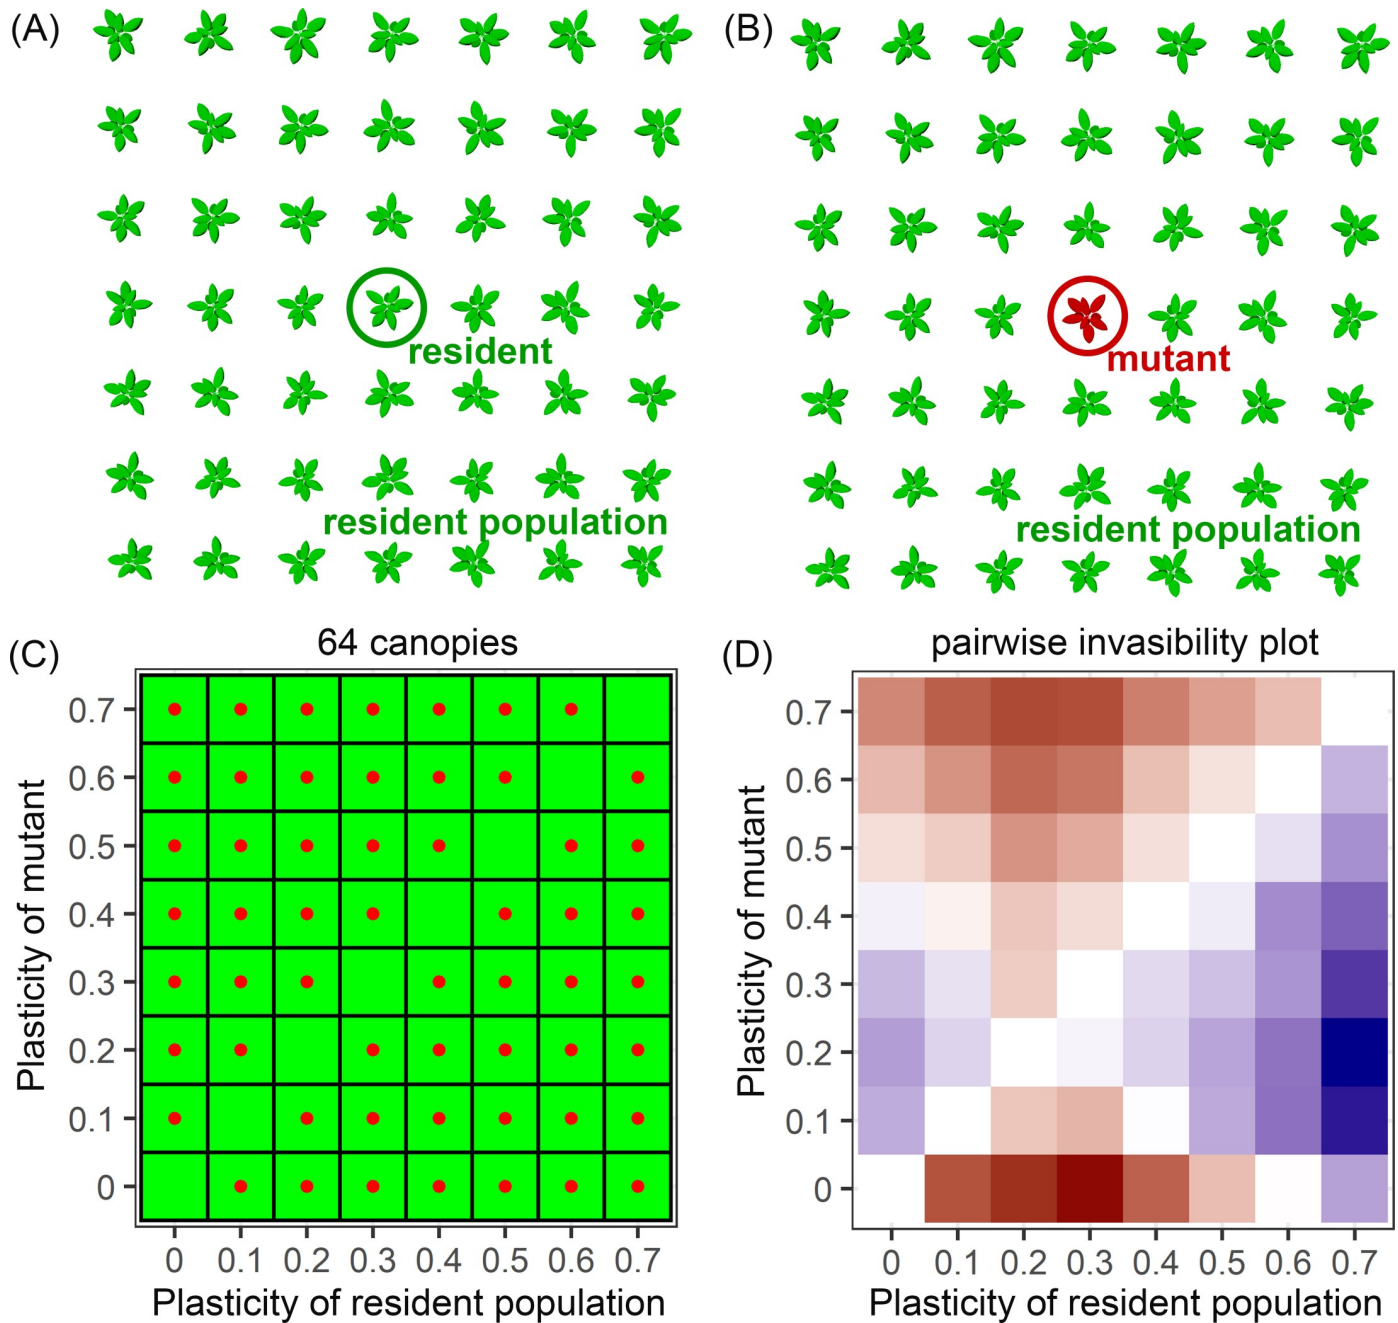 (A)
(B)
resident
mutant
resident population
resident population
(C)
64 canopies
(D)
pairwise invasibility plot
Plasticity of mutant
0.7
0.6
0.5
0.4
0.3
0.2
0.1
0
0 0.1 0.2 0.3 0.4 0.5 0.6 0.7
Plasticity of resident population
Plasticity of mutant
0.7
0.6
0.5
0.4
0.3
0.2
0.1
0
0 0.1 0.2 0.3 0.4 0.5 0.6 0.7
Plasticity of resident population